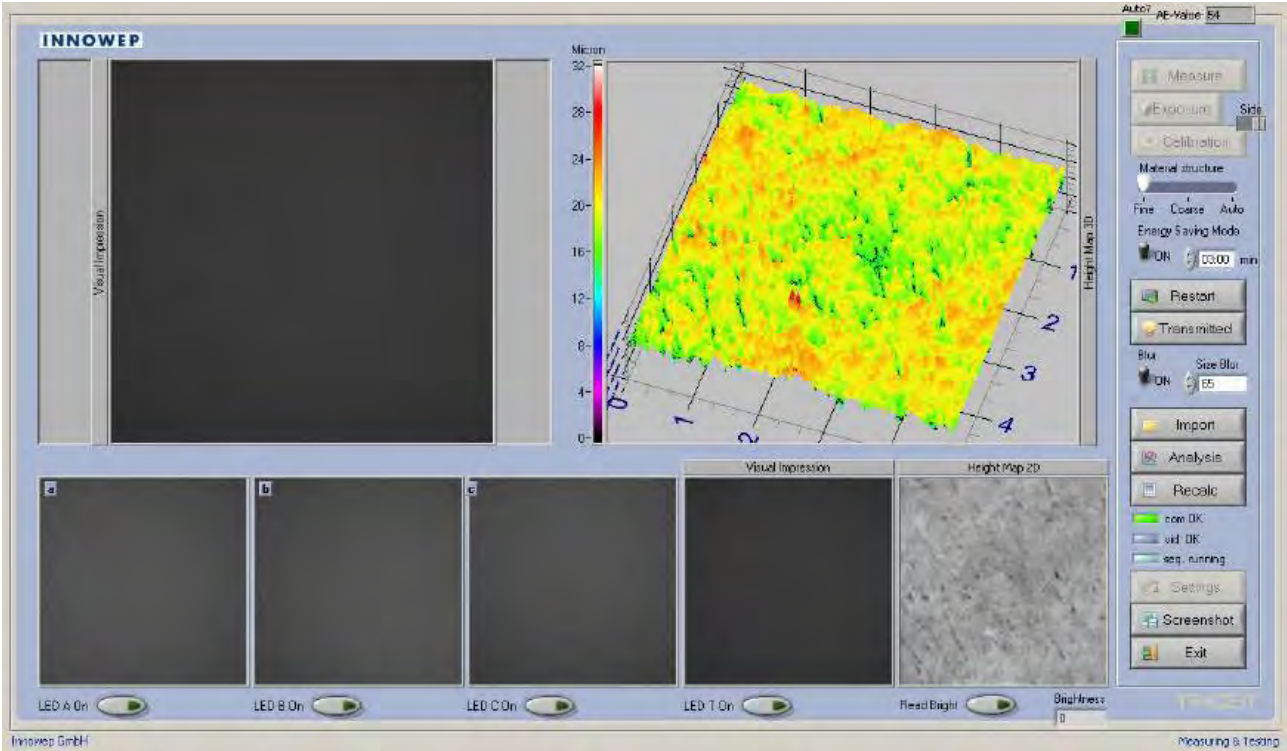 Auto?
AE-Value 54
INNOWEP
Micron
32
28
24
20
16
12
8
4
0
Visual Impression
Height Map 3D
0
1
2
1
2
3
4
Measure
Exposure
Side
Calibration
Material structure
Fine Coarse Auto
Energy Saving Mode
ON 03:00 min
Restart
Transmitted
Blur
Size Blur
ON 65
Import
Analysis
Recalc
com OK
vid OK
seq. running
Settings
Screenshot
Exit
Visual Impression
Height Map 2D
a
b
c
LED A On
LED B On
LED C On
LED T On
Read Bright
Brightness
0
Innowep GmbH
Measuring & Testing